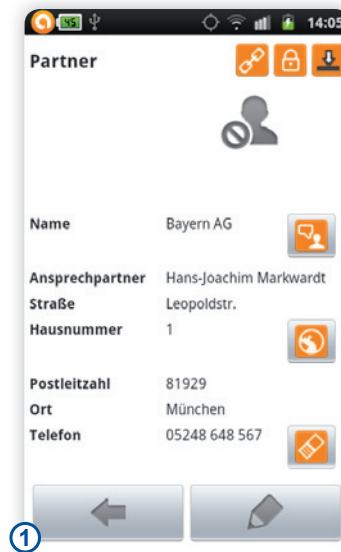 45 14:05
Partner
Name Bayern AG
Ansprechpartner Hans-Joachim Markwardt
Straße Leopoldstr.
Hausnummer 1
Postleitzahl 81929
Ort München
Telefon 05248 648 567
1